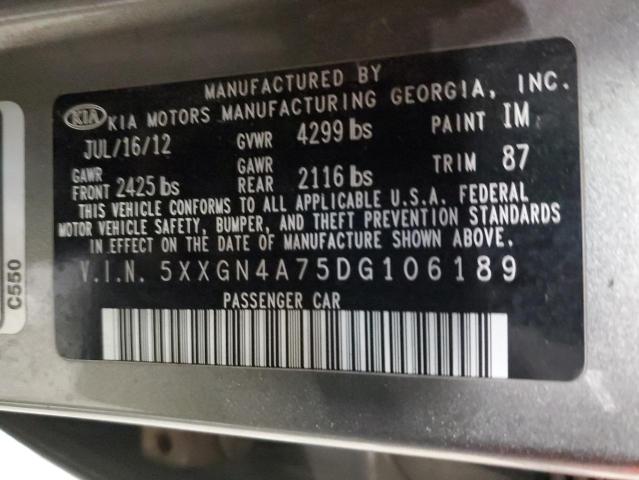 MANUFACTURED BY
KIA KIA MOTORS MANUFACTURING GEORGIA, INC.
JUL/16/12 GVWR 4299 lbs PAINT IM
GAWR FRONT 2425 lbs GAWR REAR 2116 lbs TRIM 87
THIS VEHICLE CONFORMS TO ALL APPLICABLE U.S.A. FEDERAL
MOTOR VEHICLE SAFETY, BUMPER, AND THEFT PREVENTION STANDARDS
IN EFFECT ON THE DATE OF MANUFACTURE SHOWN ABOVE.
V.I.N. 5XXGN4A75DG106189
PASSENGER CAR
C550